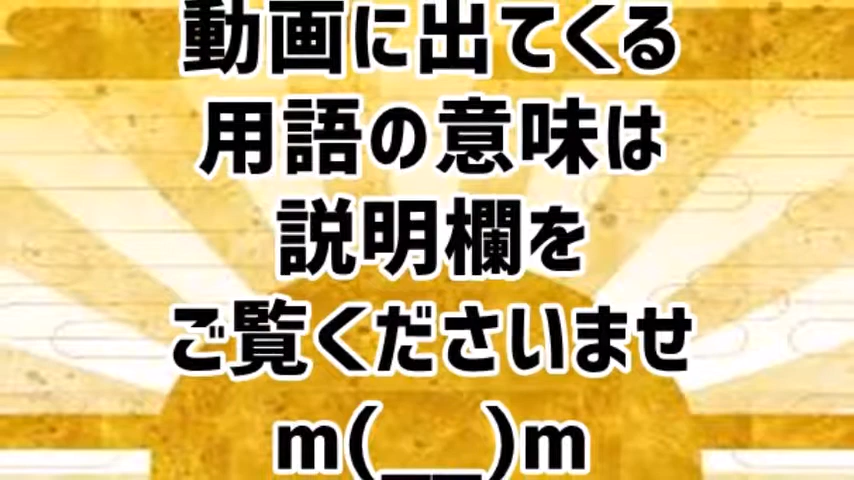 動画に出てくる
用語の意味は
説明欄を
ご覧くださいませ
m(__)m